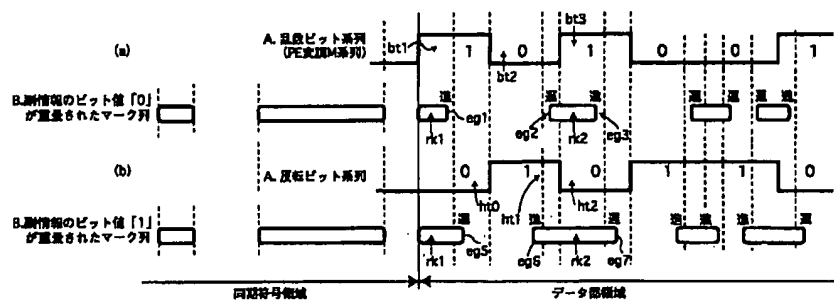 (a)
A. 乱数ビット系列
(PE変調M系列)
bt1
1
0
bt2
bt3
1
0
0
1
B.副情報のビット値「0」
が重畳されたマーク列
rk1
eg1
eg2
rk2
eg3
(b)
A. 反転ビット系列
0
ht0
1
ht1
0
ht2
1
1
0
B.副情報のビット値「1」
が重畳されたマーク列
rk1
eg5
eg6
rk2
eg7
同期符号領域
データ部領域